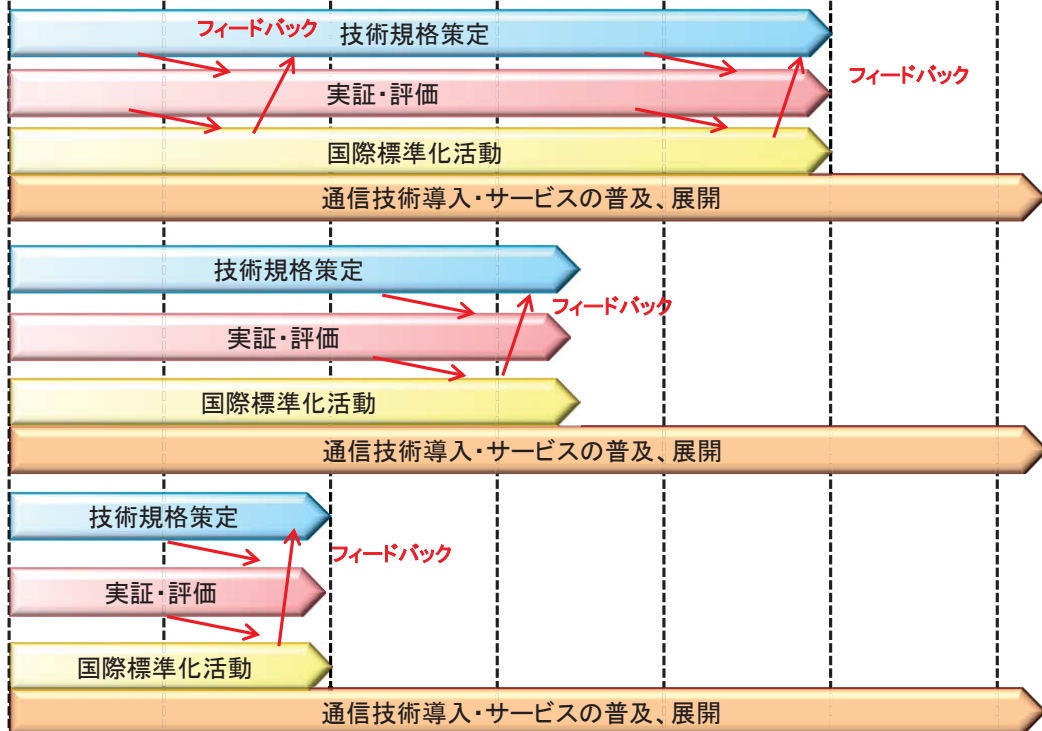 フィードバック
技術規格策定
フィードバック
実証・評価
国際標準化活動
通信技術導入・サービスの普及、展開
技術規格策定
フィードバック
実証・評価
国際標準化活動
通信技術導入・サービスの普及、展開
技術規格策定
フィードバック
実証・評価
国際標準化活動
通信技術導入・サービスの普及、展開